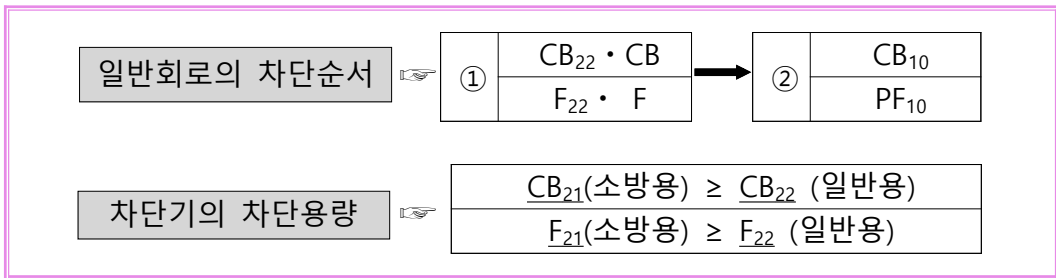 일반회로의 차단순서 ☞ ① CB₂₂・CB ➡ ② CB₁₀
F₂₂・ F PF₁₀
차단기의 차단용량 ☞ CB₂₁(소방용) ≥ CB₂₂ (일반용)
F₂₁(소방용) ≥ F₂₂ (일반용)